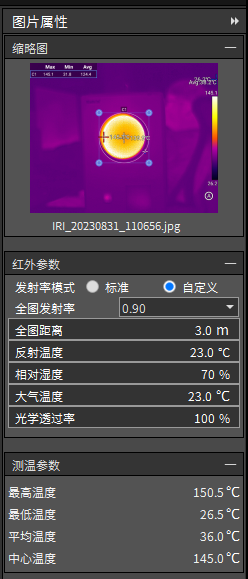 图片属性
缩略图
Max Min Avg
C1 145.1 31.8 124.4
Avg 38.2℃
145.1
C1
26.2
A
IRI_20230831_110656.jpg
红外参数
发射率模式 标准 自定义
全图发射率 0.90
全图距离 3.0 m
反射温度 23.0 ℃
相对湿度 70 %
大气温度 23.0 ℃
光学透过率 100 %
测温参数
最高温度 150.5 ℃
最低温度 26.5 ℃
平均温度 36.0 ℃
中心温度 145.0 ℃